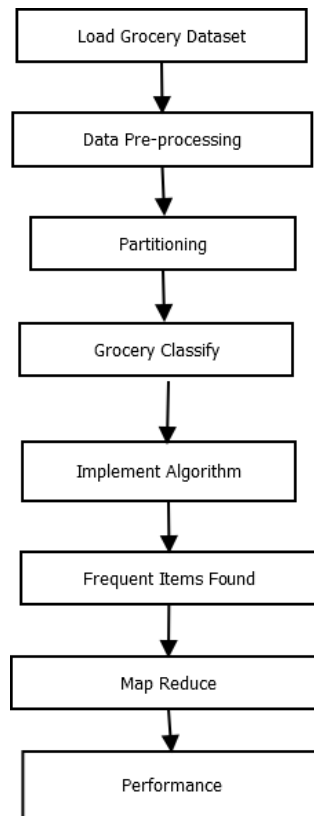 Load Grocery Dataset
Data Pre-processing
Partitioning
Grocery Classify
Implement Algorithm
Frequent Items Found
Map Reduce
Performance